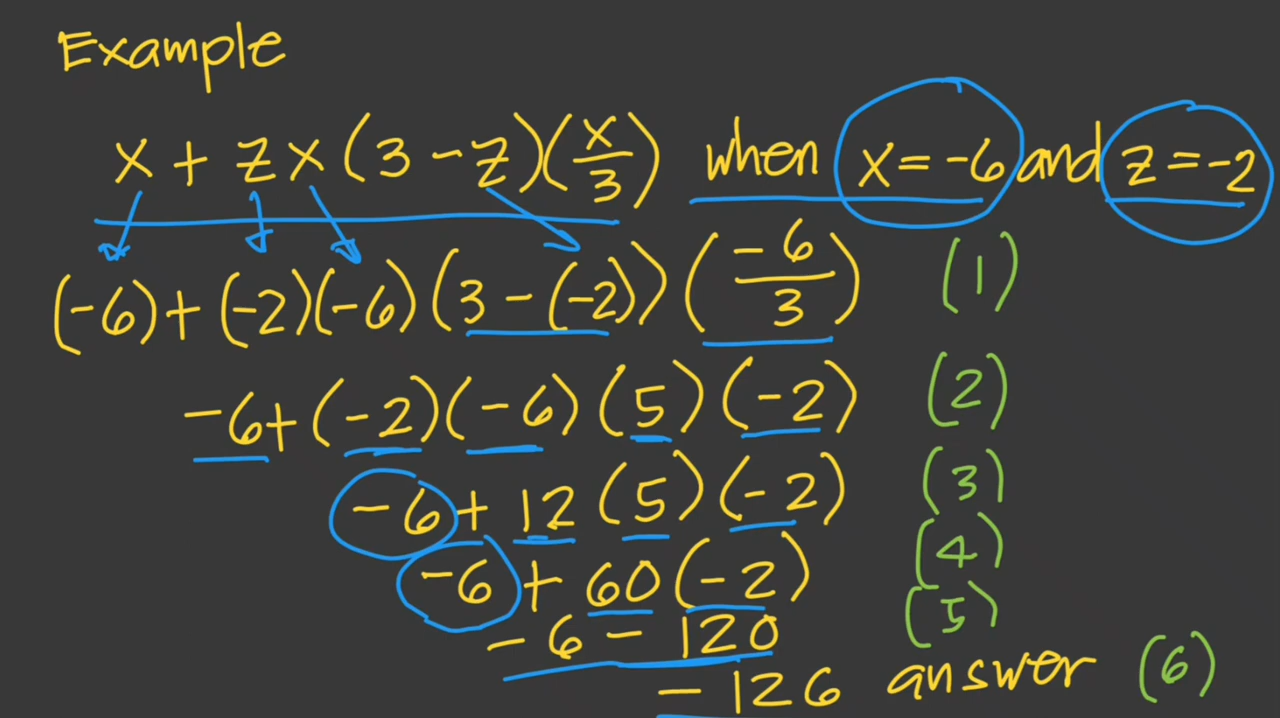 Example
x + zx(3 - z)(x/3) when x = -6 and z = -2
(-6) + (-2)(-6)(3 - (-2))(-6/3) (1)
-6 + (-2)(-6)(5)(-2) (2)
-6 + 12(5)(-2) (3)
-6 + 60(-2) (4)
-6 - 120 (5)
-126 answer (6)